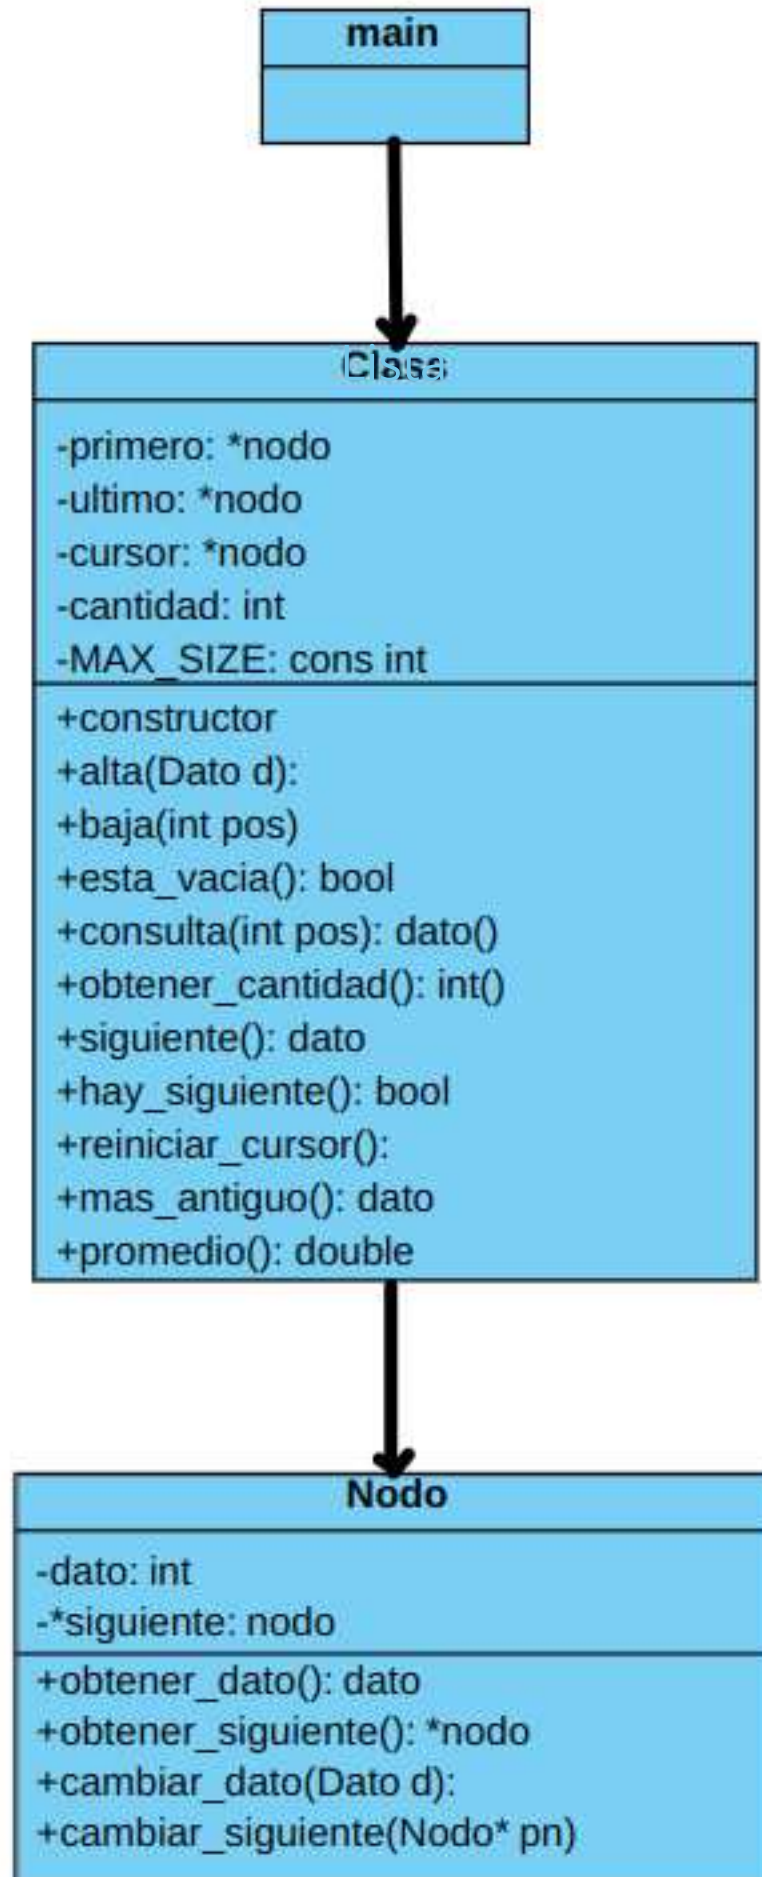 main
-primero: *nodo
-ultimo: *nodo
-cursor: *nodo
-cantidad: int
-MAX_SIZE: cons int
+constructor
+alta(Dato d):
+baja(int pos)
+esta_vacia(): bool
+consulta(int pos): dato()
+obtener_cantidad(): int()
+siguiente(): dato
+hay_siguiente(): bool
+reiniciar_cursor():
+mas_antiguo(): dato
+promedio(): double
Nodo
-dato: int
-*siguiente: nodo
+obtener_dato(): dato
+obtener_siguiente(): *nodo
+cambiar_dato(Dato d):
+cambiar_siguiente(Nodo* pn)